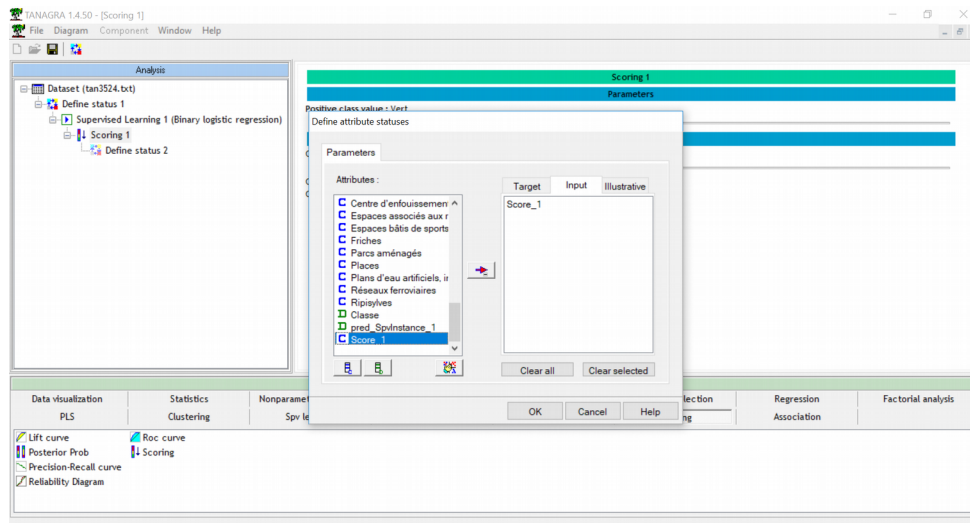 TANAGRA 1.4.50 - [Scoring 1]
File Diagram Component Window Help
Analysis
Dataset (tan3524.txt)
Define status 1
Supervised Learning 1 (Binary logistic regression)
Scoring 1
Define status 2
Scoring 1
Parameters
Positive class value : Vert
Define attribute statuses
Parameters
Attributes :
Centre d'enfouissement
Espaces associés aux r
Espaces bâtis de sports
Friches
Parcs aménagés
Places
Plans d'eau artificiels, ir
Réseaux ferroviaires
Ripisylves
Classe
pred_SpvInstance_1
Score_1
Target Input Illustrative
Score_1
Clear all Clear selected
OK Cancel Help
Data visualization Statistics Nonparamet lection Regression Factorial analysis
PLS Clustering Spv le ng Association
Lift curve Roc curve
Posterior Prob Scoring
Precision-Recall curve
Reliability Diagram